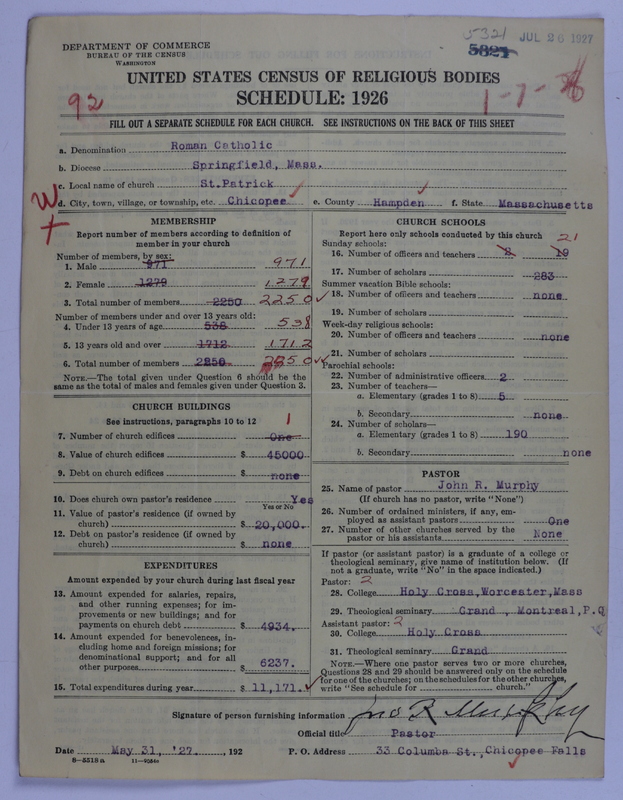 5321 JUL 26 1927
5321
DEPARTMENT OF COMMERCE
BUREAU OF THE CENSUS
WASHINGTON
UNITED STATES CENSUS OF RELIGIOUS BODIES
SCHEDULE: 1926
92
1-7-
FILL OUT A SEPARATE SCHEDULE FOR EACH CHURCH. SEE INSTRUCTIONS ON THE BACK OF THIS SHEET
a. Denomination Roman Catholic
b. Diocese Springfield, Mass.
c. Local name of church St.Patrick
W
d. City, town, village, or township, etc. Chicopee e. County Hampden f. State Massachusetts
MEMBERSHIP
Report number of members according to definition of
member in your church
Number of members, by sex:
1. Male 971 971
2. Female 1279 1279
3. Total number of members 2250 2250
Number of members under and over 13 years old:
4. Under 13 years of age 538 538
5. 13 years old and over 1712 1712
6. Total number of members 2250 2250
NOTE.—The total given under Question 6 should be the
same as the total of males and females given under Question 3.
CHURCH BUILDINGS
See instructions, paragraphs 10 to 12
7. Number of church edifices One 1
8. Value of church edifices $ 45000
9. Debt on church edifices $ none
10. Does church own pastor's residence Yes
Yes or No
11. Value of pastor's residence (if owned by
church) $ 20,000.
12. Debt on pastor's residence (if owned by
church) $ none
EXPENDITURES
Amount expended by your church during last fiscal year
13. Amount expended for salaries, repairs,
and other running expenses; for im-
provements or new buildings; and for
payments on church debt $ 4934.
14. Amount expended for benevolences, in-
cluding home and foreign missions; for
denominational support; and for all
other purposes $ 6237.
15. Total expenditures during year $ 11,171.
CHURCH SCHOOLS
Report here only schools conducted by this church
Sunday schools: 21
16. Number of officers and teachers 2 19
17. Number of scholars 283
Summer vacation Bible schools:
18. Number of officers and teachers none
19. Number of scholars
Week-day religious schools:
20. Number of officers and teachers none
21. Number of scholars
Parochial schools:
22. Number of administrative officers 2
23. Number of teachers—
a. Elementary (grades 1 to 8) 5
b. Secondary none
24. Number of scholars—
a. Elementary (grades 1 to 8) 190
b. Secondary none
PASTOR
25. Name of pastor John R. Murphy
(If church has no pastor, write "None")
26. Number of ordained ministers, if any, em-
ployed as assistant pastors One
27. Number of other churches served by the
pastor or his assistants None
If pastor (or assistant pastor) is a graduate of a college or
theological seminary, give name of institution below. (If
not a graduate, write "No" in the space indicated.)
Pastor: 2
28. College Holy Cross,Worcester,Mass
29. Theological seminary Grand , Montreal,P.Q
Assistant pastor: 2
30. College Holy Cross
31. Theological seminary Grand
NOTE.—Where one pastor serves two or more churches,
Questions 28 and 29 should be answered only on the schedule
for one of the churches; on the schedules for the other churches,
write "See schedule for church."
Signature of person furnishing information Jno R Murphy
Official title Pastor
Date May 31, '27. , 192 P. O. Address 33 Columba St., Chicopee Falls
8—5518 a 11—9034c